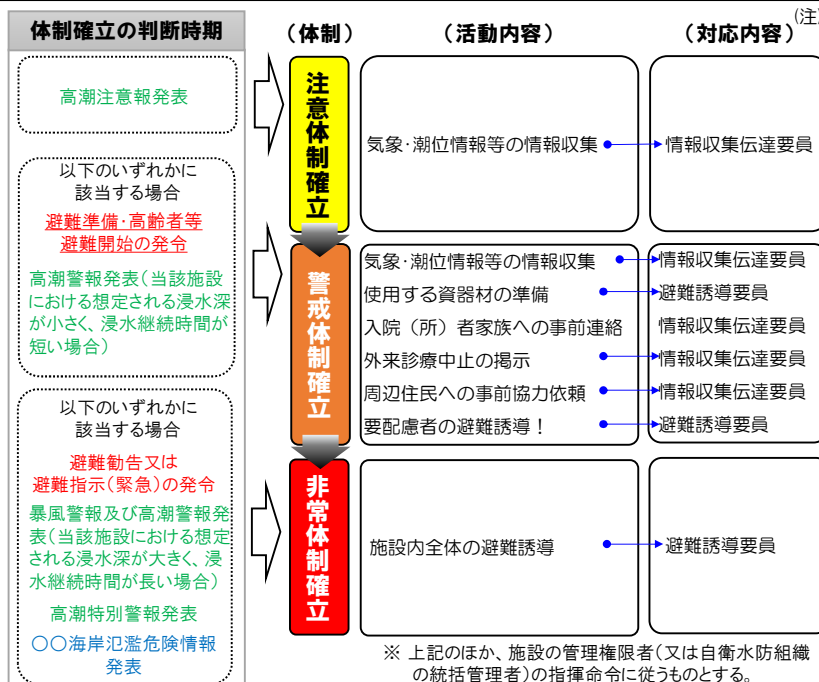 体制確立の判断時期
(体制)
(活動内容)
(対応内容)
(注)
高潮注意報発表
注意体制確立
気象・潮位情報等の情報収集
情報収集伝達要員
以下のいずれかに
該当する場合
避難準備・高齢者等
避難開始の発令
高潮警報発表(当該施設
における想定される浸水深
が小さく、浸水継続時間が
短い場合)
警戒体制確立
気象・潮位情報等の情報収集
情報収集伝達要員
使用する資器材の準備
避難誘導要員
入院(所)者家族への事前連絡
情報収集伝達要員
外来診療中止の掲示
情報収集伝達要員
周辺住民への事前協力依頼
情報収集伝達要員
要配慮者の避難誘導!
避難誘導要員
以下のいずれかに
該当する場合
避難勧告又は
避難指示(緊急)の発令
暴風警報及び高潮警報発
表(当該施設における想定
される浸水深が大きく、浸
水継続時間が長い場合)
高潮特別警報発表
〇〇海岸氾濫危険情報
発表
非常体制確立
施設内全体の避難誘導
避難誘導要員
※ 上記のほか、施設の管理権限者(又は自衛水防組織
の統括管理者)の指揮命令に従うものとする。